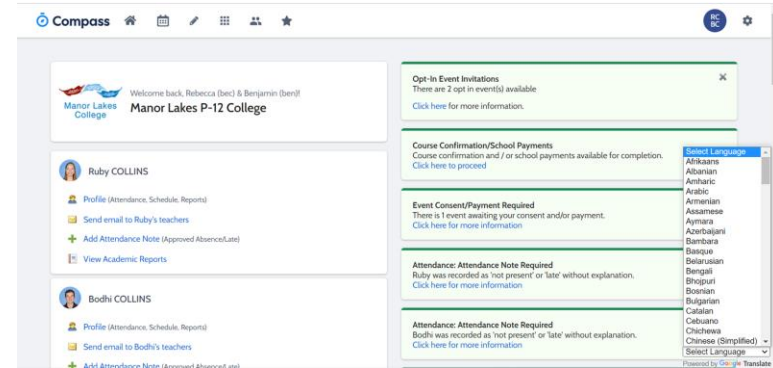 Compass
RC
BC
Manor Lakes
College
Welcome back, Rebecca (bec) & Benjamin (ben)!
Manor Lakes P-12 College
Ruby COLLINS
Profile (Attendance, Schedule, Reports)
Send email to Ruby's teachers
Add Attendance Note (Approved Absence/Late)
View Academic Reports
Bodhi COLLINS
Profile (Attendance, Schedule, Reports)
Send email to Bodhi's teachers
Add Attendance Note (Approved Absence/Late)
Opt-In Event Invitations
There are 2 opt in event(s) available
Click here for more information.
Course Confirmation/School Payments
Course confirmation and / or school payments available for completion.
Click here to proceed
Event Consent/Payment Required
There is 1 event awaiting your consent and/or payment.
Click here for more information
Attendance: Attendance Note Required
Ruby was recorded as 'not present' or 'late' without explanation.
Click here for more information
Attendance: Attendance Note Required
Bodhi was recorded as 'not present' or 'late' without explanation.
Click here for more information
Select Language
Afrikaans
Albanian
Amharic
Arabic
Armenian
Assamese
Aymara
Azerbaijani
Bambara
Basque
Belarusian
Bengali
Bhojpuri
Bosnian
Bulgarian
Catalan
Cebuano
Chichewa
Chinese (Simplified)
Select Language
Powered by Google Translate